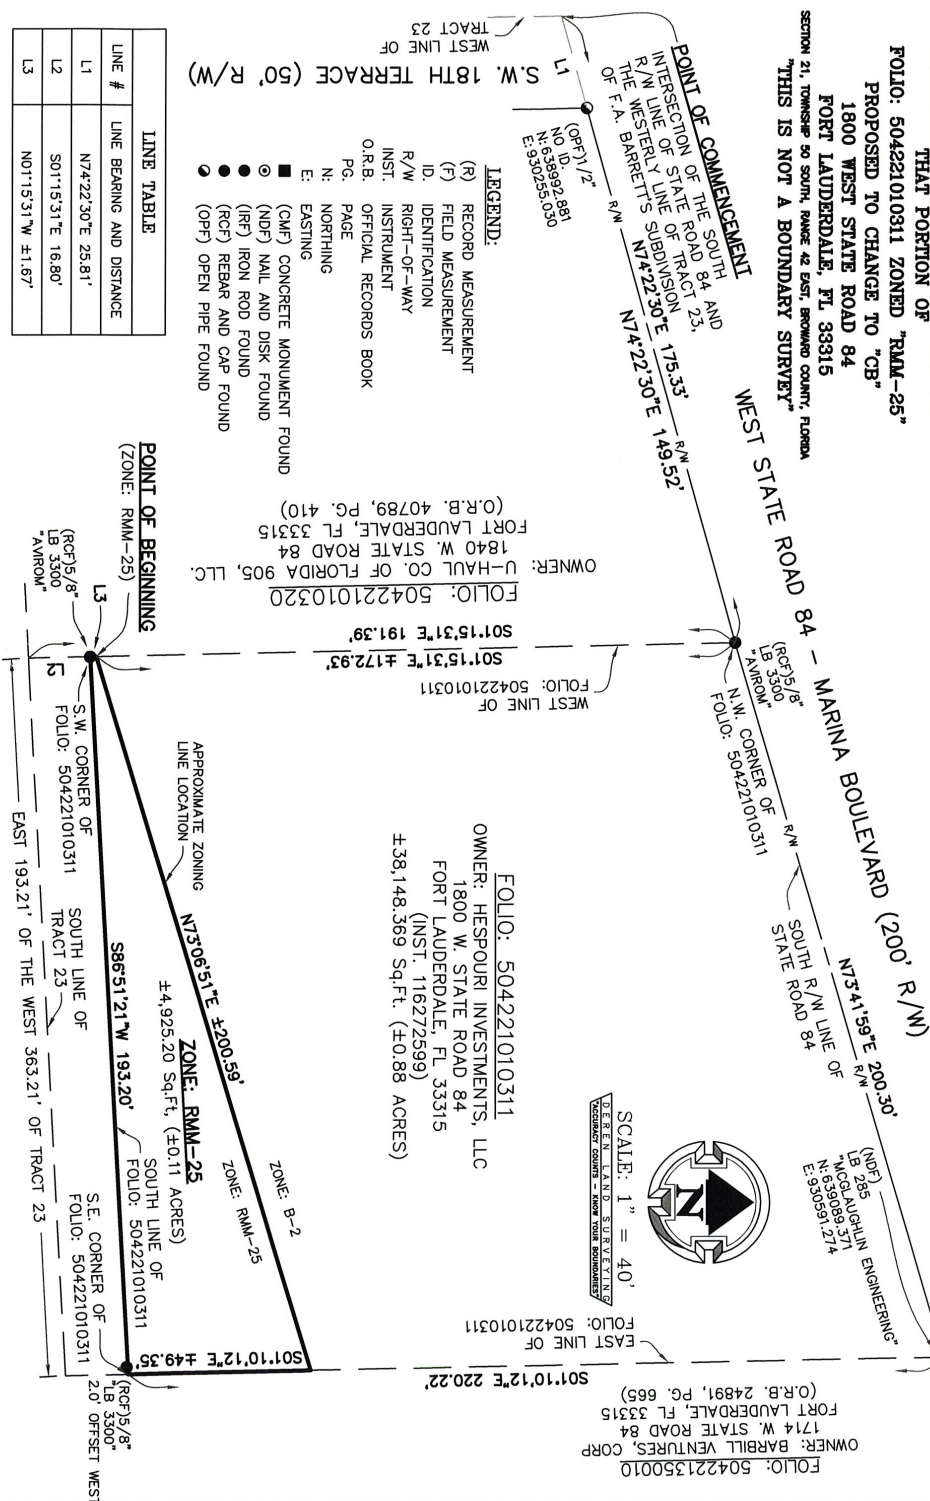 THAT PORTION OF
FOLIO: 504221010311 ZONED "RMM-25"
PROPOSED TO CHANGE TO "CB"
1800 WEST STATE ROAD 84
FORT LAUDERDALE, FL 33315
SECTION 21, TOWNSHIP 50 SOUTH, RANGE 42 EAST, BROWARD COUNTY, FLORIDA
"THIS IS NOT A BOUNDARY SURVEY"
WEST STATE ROAD 84 - MARINA BOULEVARD (200' R/W)
POINT OF COMMENCEMENT
INTERSECTION OF THE SOUTH
R/W LINE OF STATE ROAD 84 AND
THE WESTERLY LINE OF TRACT 23,
OF F.A. BARRETT'S SUBDIVISION
N74°22'30"E 175.33'
N74°22'30"E 149.52'
R/W
R/W
L1
WEST LINE OF
TRACT 23
S.W. 18TH TERRACE (50' R/W)
(OPF)1/2"
NO ID.
N: 638992.881
E: 930255.030
(RCF)5/8"
LB 3300
"AVIROM"
N.W. CORNER OF
FOLIO: 504221010311
R/W
SOUTH R/W LINE OF
STATE ROAD 84
N73°41'59"E 200.30'
R/W
(NDF)
LB 285
"MCGLAUGHLIN ENGINEERING"
N: 639089.371
E: 930591.274
LEGEND:
(R) RECORD MEASUREMENT
(F) FIELD MEASUREMENT
ID. IDENTIFICATION
R/W RIGHT-OF-WAY
INST. INSTRUMENT
O.R.B. OFFICIAL RECORDS BOOK
PG. PAGE
N: NORTHING
E: EASTING
(CMF) CONCRETE MONUMENT FOUND
(NDF) NAIL AND DISK FOUND
(IRF) IRON ROD FOUND
(RCF) REBAR AND CAP FOUND
(OPF) OPEN PIPE FOUND
LINE TABLE
LINE # LINE BEARING AND DISTANCE
L1 N74°22'30"E 25.81'
L2 S01°15'31"E 16.80'
L3 N01°15'31"W ±1.67'
FOLIO: 504221010320
OWNER: U-HAUL CO. OF FLORIDA 905, LLC.
1840 W. STATE ROAD 84
FORT LAUDERDALE, FL 33315
(O.R.B. 40789, PG. 410)
S01°15'31"E 191.39'
S01°15'31"E ±172.93'
WEST LINE OF
FOLIO: 504221010311
FOLIO: 504221010311
OWNER: HESPOURI INVESTMENTS, LLC
1800 W. STATE ROAD 84
FORT LAUDERDALE, FL 33315
(INST. 116272599)
±38,148.369 Sq.Ft. (±0.88 ACRES)
N
SCALE: 1" = 40'
DEREN LAND SURVEYING
"ACCURACY COUNTS - KNOW YOUR BOUNDARIES"
EAST LINE OF
FOLIO: 504221010311
S01°10'12"E 220.22'
FOLIO: 504221350010
OWNER: BARBILL VENTURES, CORP
1714 W. STATE ROAD 84
FORT LAUDERDALE, FL 33315
(O.R.B. 24891, PG. 665)
POINT OF BEGINNING
(ZONE: RMM-25)
(RCF)5/8"
LB 3300
"AVIROM"
L3
L2
S.W. CORNER OF
FOLIO: 504221010311
APPROXIMATE ZONING
LINE LOCATION
N73°06'51"E ±200.59'
ZONE: B-2
ZONE: RMM-25
ZONE: RMM-25
±4,925.20 Sq.Ft, (±0.11 ACRES)
S86°51'21"W 193.20'
SOUTH LINE OF
FOLIO: 504221010311
SOUTH LINE OF
TRACT 23
S.E. CORNER OF
FOLIO: 504221010311
S01°10'12"E ±49.35'
(RCF)5/8"
"LB 3300"
2.0' OFFSET WEST
EAST 193.21' OF THE WEST 363.21' OF TRACT 23